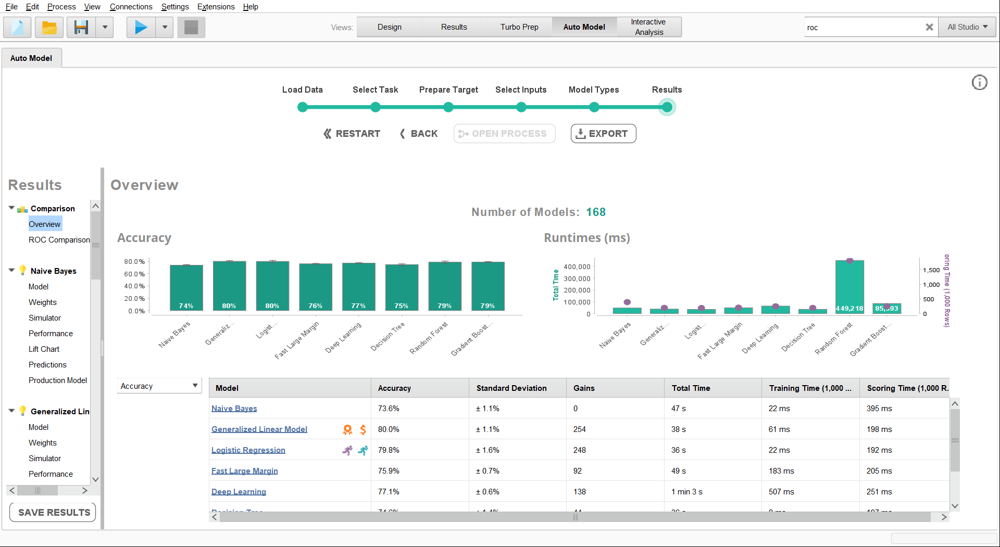 File Edit Process View Connections Settings Extensions Help
Views: Design Results Turbo Prep Auto Model Interactive Analysis
roc All Studio
Auto Model
Load Data Select Task Prepare Target Select Inputs Model Types Results
RESTART BACK OPEN PROCESS EXPORT
Results
Comparison
Overview
ROC Comparison
Naive Bayes
Model
Weights
Simulator
Performance
Lift Chart
Predictions
Production Model
Generalized Lin
Model
Weights
Simulator
Performance
SAVE RESULTS
Overview
Number of Models: 168
Accuracy
80.0%
60.0%
40.0%
20.0%
0.0%
74% 80% 80% 76% 77% 75% 79% 79%
Naive Bayes Generaliz... Logist... Fast Large Margin Deep Learning Decision Tree Random Forest Gradient Boost...
Runtimes (ms)
Total Time
400,000
300,000
200,000
100,000
0
449,218
1,500
1,000
500
0
oring Time (1,000 Rows)
Naive Bayes Generaliz... Logist... Fast Large Margin Deep Learning Decision Tree Random Forest Gradient Boost...
Accuracy
Model Accuracy Standard Deviation Gains Total Time Training Time (1,000 ... Scoring Time (1,000 R.
Naive Bayes 73.6% ± 1.1% 0 47 s 22 ms 395 ms
Generalized Linear Model 80.0% ± 1.1% 254 38 s 61 ms 198 ms
Logistic Regression 79.8% ± 1.6% 248 36 s 22 ms 192 ms
Fast Large Margin 75.9% ± 0.7% 92 49 s 183 ms 205 ms
Deep Learning 77.1% ± 0.6% 138 1 min 3 s 507 ms 251 ms